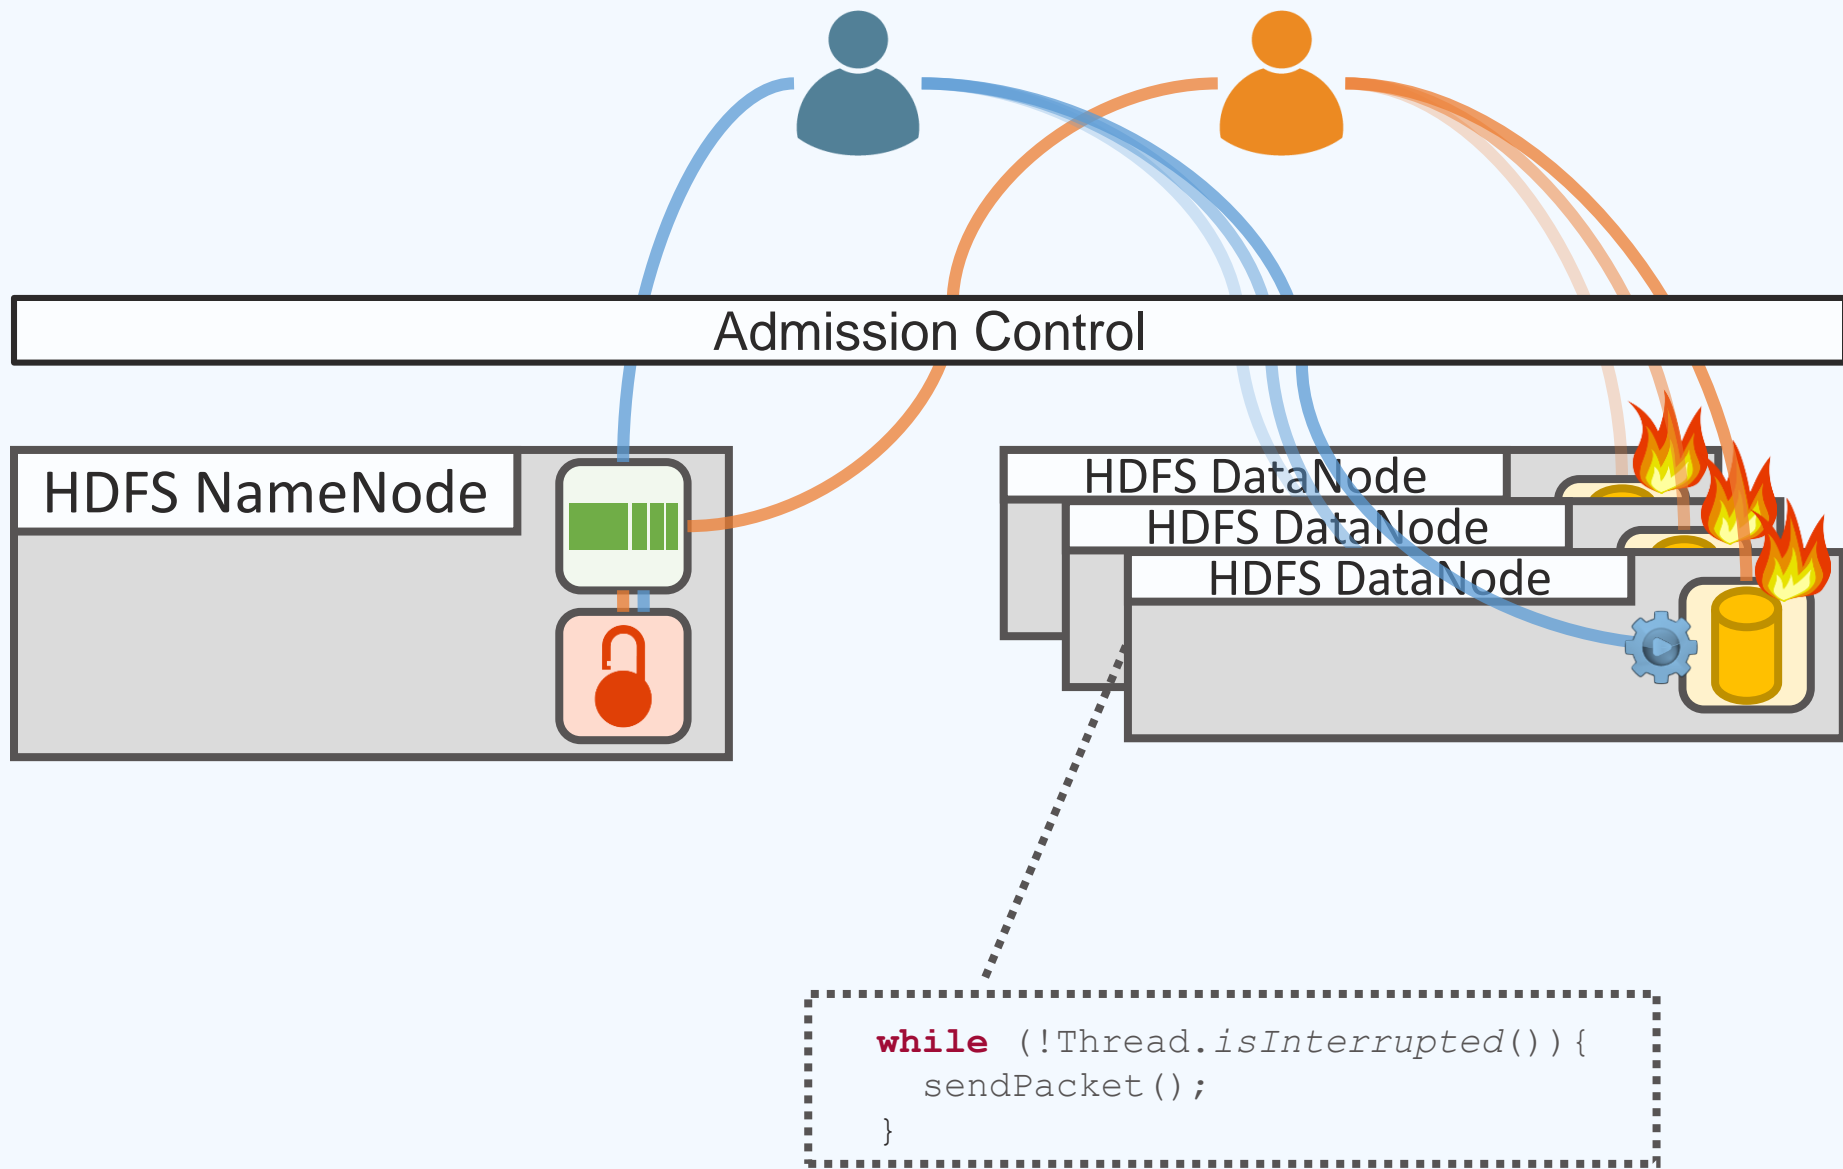 Admission Control
HDFS NameNode
HDFS DataNode
HDFS DataNode
HDFS DataNode
while (!Thread.isInterrupted()){
sendPacket();
}